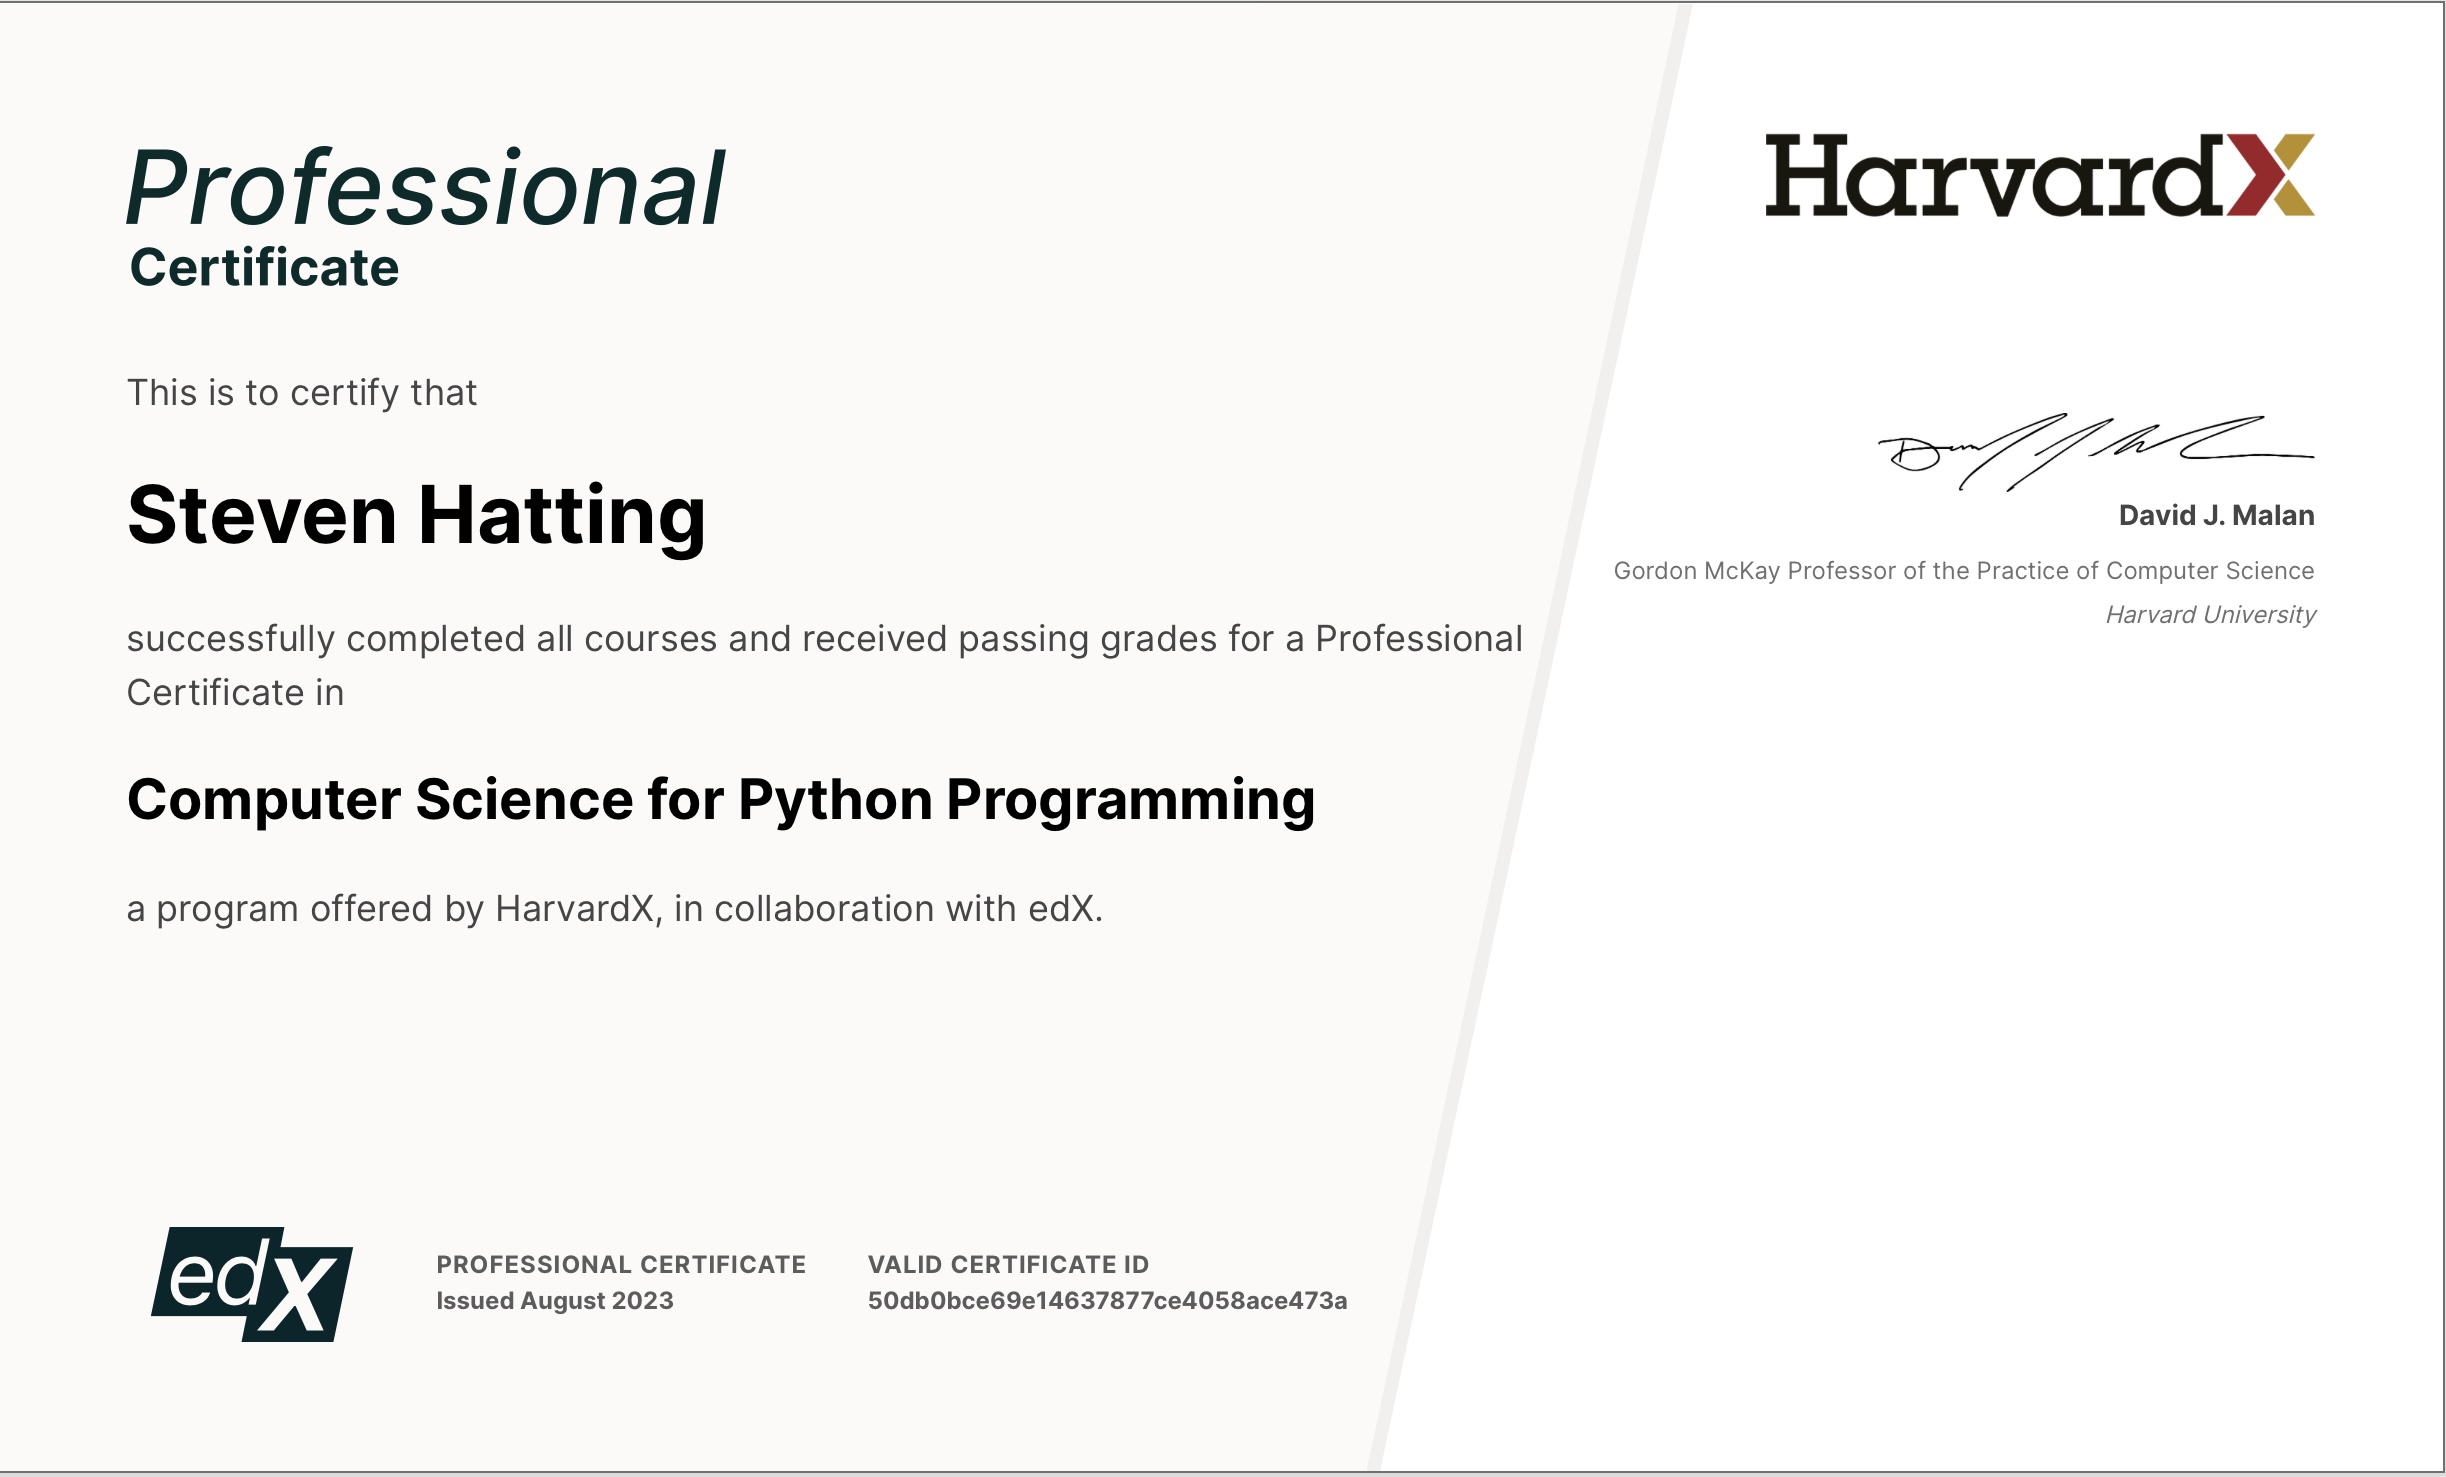 Professional
Certificate
This is to certify that
Steven Hatting
successfully completed all courses and received passing grades for a Professional
Certificate in
Computer Science for Python Programming
a program offered by HarvardX, in collaboration with edX.
edX
PROFESSIONAL CERTIFICATE
Issued August 2023
VALID CERTIFICATE ID
50db0bce69e14637877ce4058ace473a
HarvardX
David J. Malan
Gordon McKay Professor of the Practice of Computer Science
Harvard University